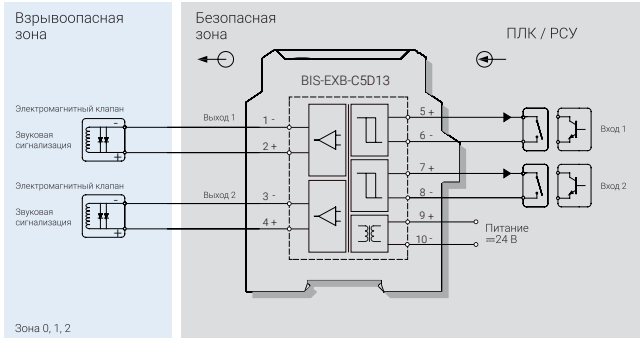 Взрывоопасная
зона
Безопасная
зона
ПЛК / РСУ
BIS-EXB-C5D13
Электромагнитный клапан
Звуковая
сигнализация
-
+
Выход 1
1 -
2 +
5 +
6 -
Вход 1
Электромагнитный клапан
Звуковая
сигнализация
-
+
Выход 2
3 -
4 +
7 +
8 -
Вход 2
9 +
10 -
Питание
⎓24 В
Зона 0, 1, 2